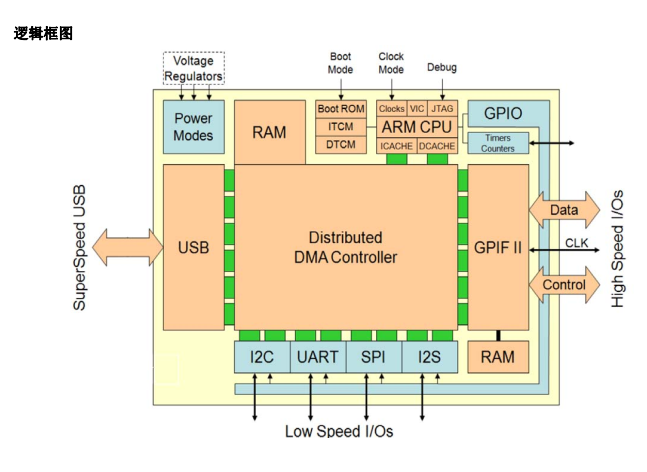 逻辑框图
Voltage
Regulators
Boot
Mode
Clock
Mode
Debug
Power
Modes
RAM
Boot ROM
ITCM
DTCM
Clocks
VIC
JTAG
ARM CPU
ICACHE
DCACHE
GPIO
Timers
Counters
SuperSpeed USB
USB
Distributed
DMA Controller
GPIF II
Data
CLK
Control
High Speed I/Os
I2C
UART
SPI
I2S
RAM
Low Speed I/Os